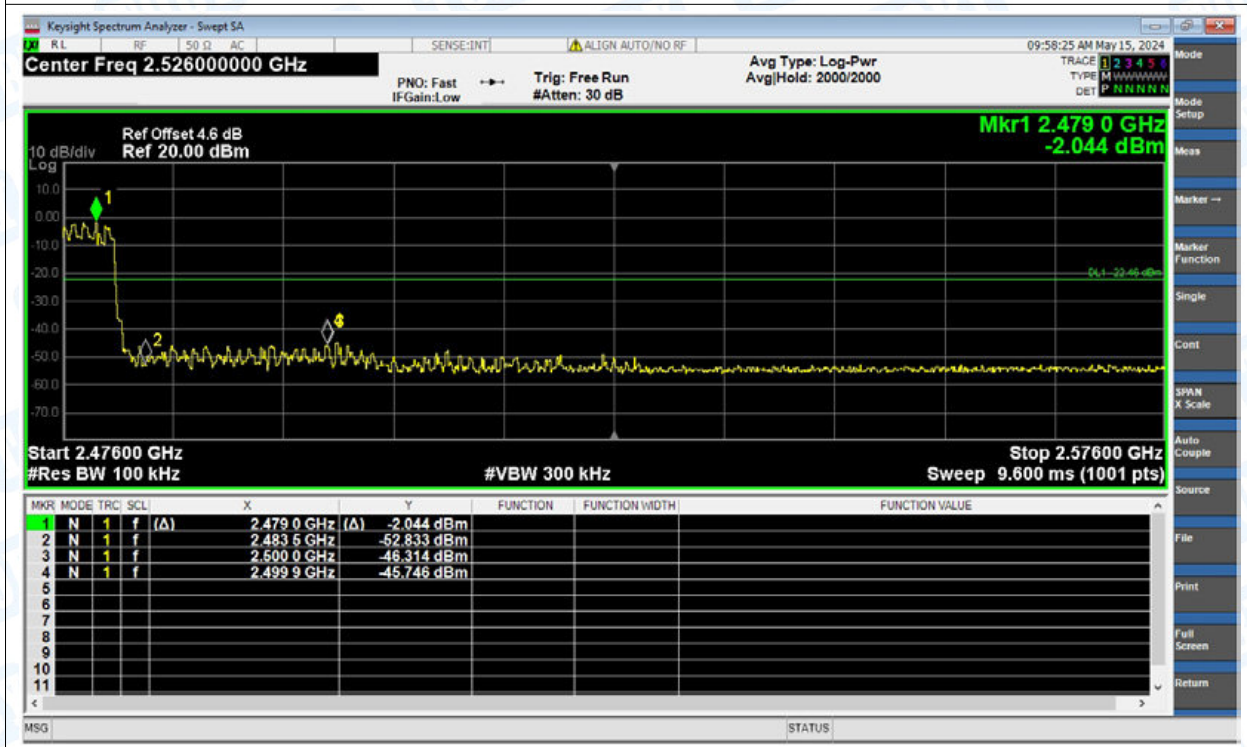 Keysight Spectrum Analyzer - Swept SA
RL RF 50 Ω AC SENSE:INT ALIGN AUTO/NO RF 09:58:25 AM May 15, 2024
Center Freq 2.526000000 GHz
PNO: Fast
IFGain:Low
Trig: Free Run
#Atten: 30 dB
Avg Type: Log-Pwr
Avg|Hold: 2000/2000
TRACE 1 2 3 4 5 6
TYPE M WWWWW
DET P N N N N N
Mkr1 2.479 0 GHz
-2.044 dBm
Ref Offset 4.6 dB
10 dB/div Ref 20.00 dBm
Log
10.0
0.00
-10.0
-20.0
-30.0
-40.0
-50.0
-60.0
-70.0
1
2
DL1 -22.46 dBm
Start 2.47600 GHz
#Res BW 100 kHz
#VBW 300 kHz
Stop 2.57600 GHz
Sweep 9.600 ms (1001 pts)
MKR MODE TRC SCL X Y FUNCTION FUNCTION WIDTH FUNCTION VALUE
1 N 1 f (Δ) 2.479 0 GHz (Δ) -2.044 dBm
2 N 1 f 2.483 5 GHz -52.833 dBm
3 N 1 f 2.500 0 GHz -46.314 dBm
4 N 1 f 2.499 9 GHz -45.746 dBm
5
6
7
8
9
10
11
MSG STATUS
Mode
Mode
Setup
Meas
Marker →
Marker
Function
Single
Cont
SPAN
X Scale
Auto
Couple
Source
File
Print
Full
Screen
Return